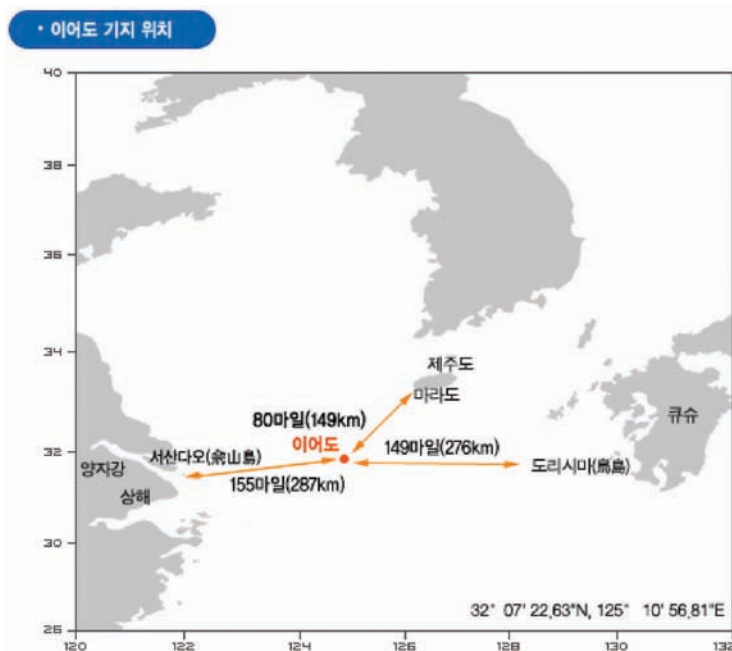 · 이어도 기지 위치
40
38
36
34
32
30
26
120
122
124
126
128
130
132
제주도
마라도
80마일(149km)
이어도
149마일(276km)
큐슈
서산다오(佘山島)
양자강
155마일(287km)
도리시마(鳥島)
상해
32° 07' 22,63"N, 125° 10' 56,81"E